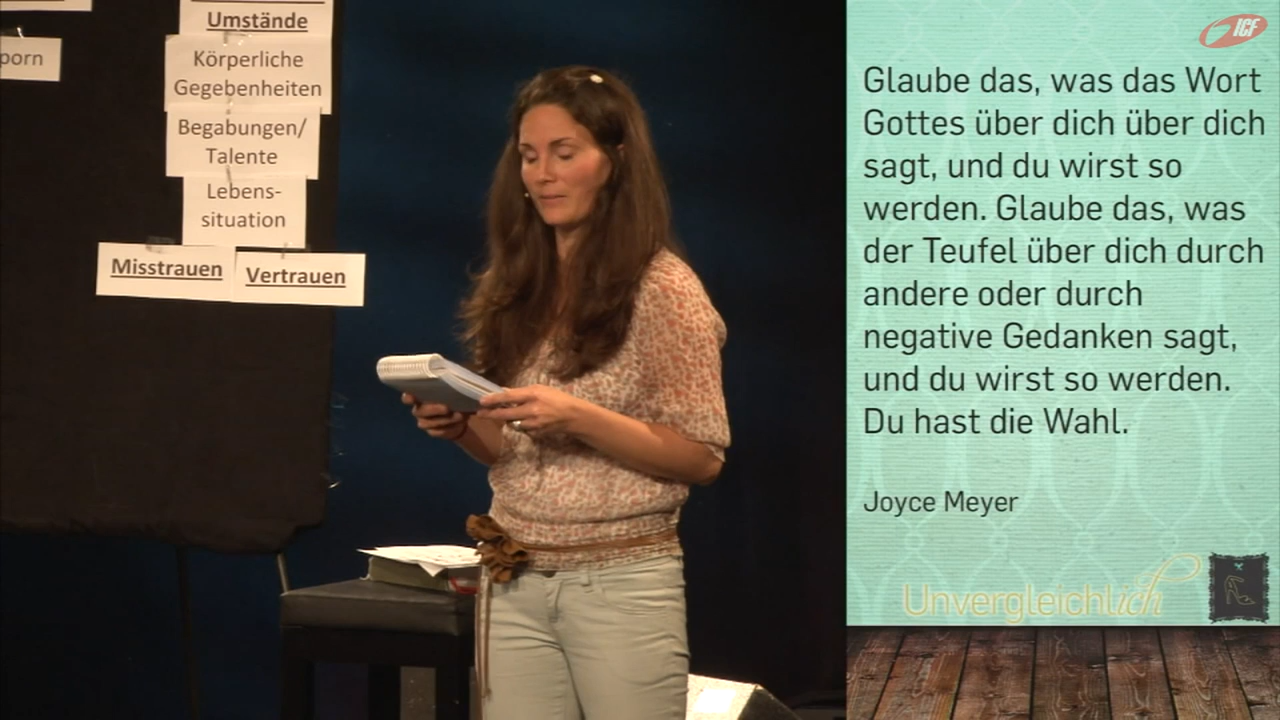 Umstände
porn
Körperliche
Gegebenheiten
Begabungen/
Talente
Lebens-
situation
Misstrauen
Vertrauen
ICF
Glaube das, was das Wort
Gottes über dich über dich
sagt, und du wirst so
werden. Glaube das, was
der Teufel über dich durch
andere oder durch
negative Gedanken sagt,
und du wirst so werden.
Du hast die Wahl.
Joyce Meyer
Unvergleichlich